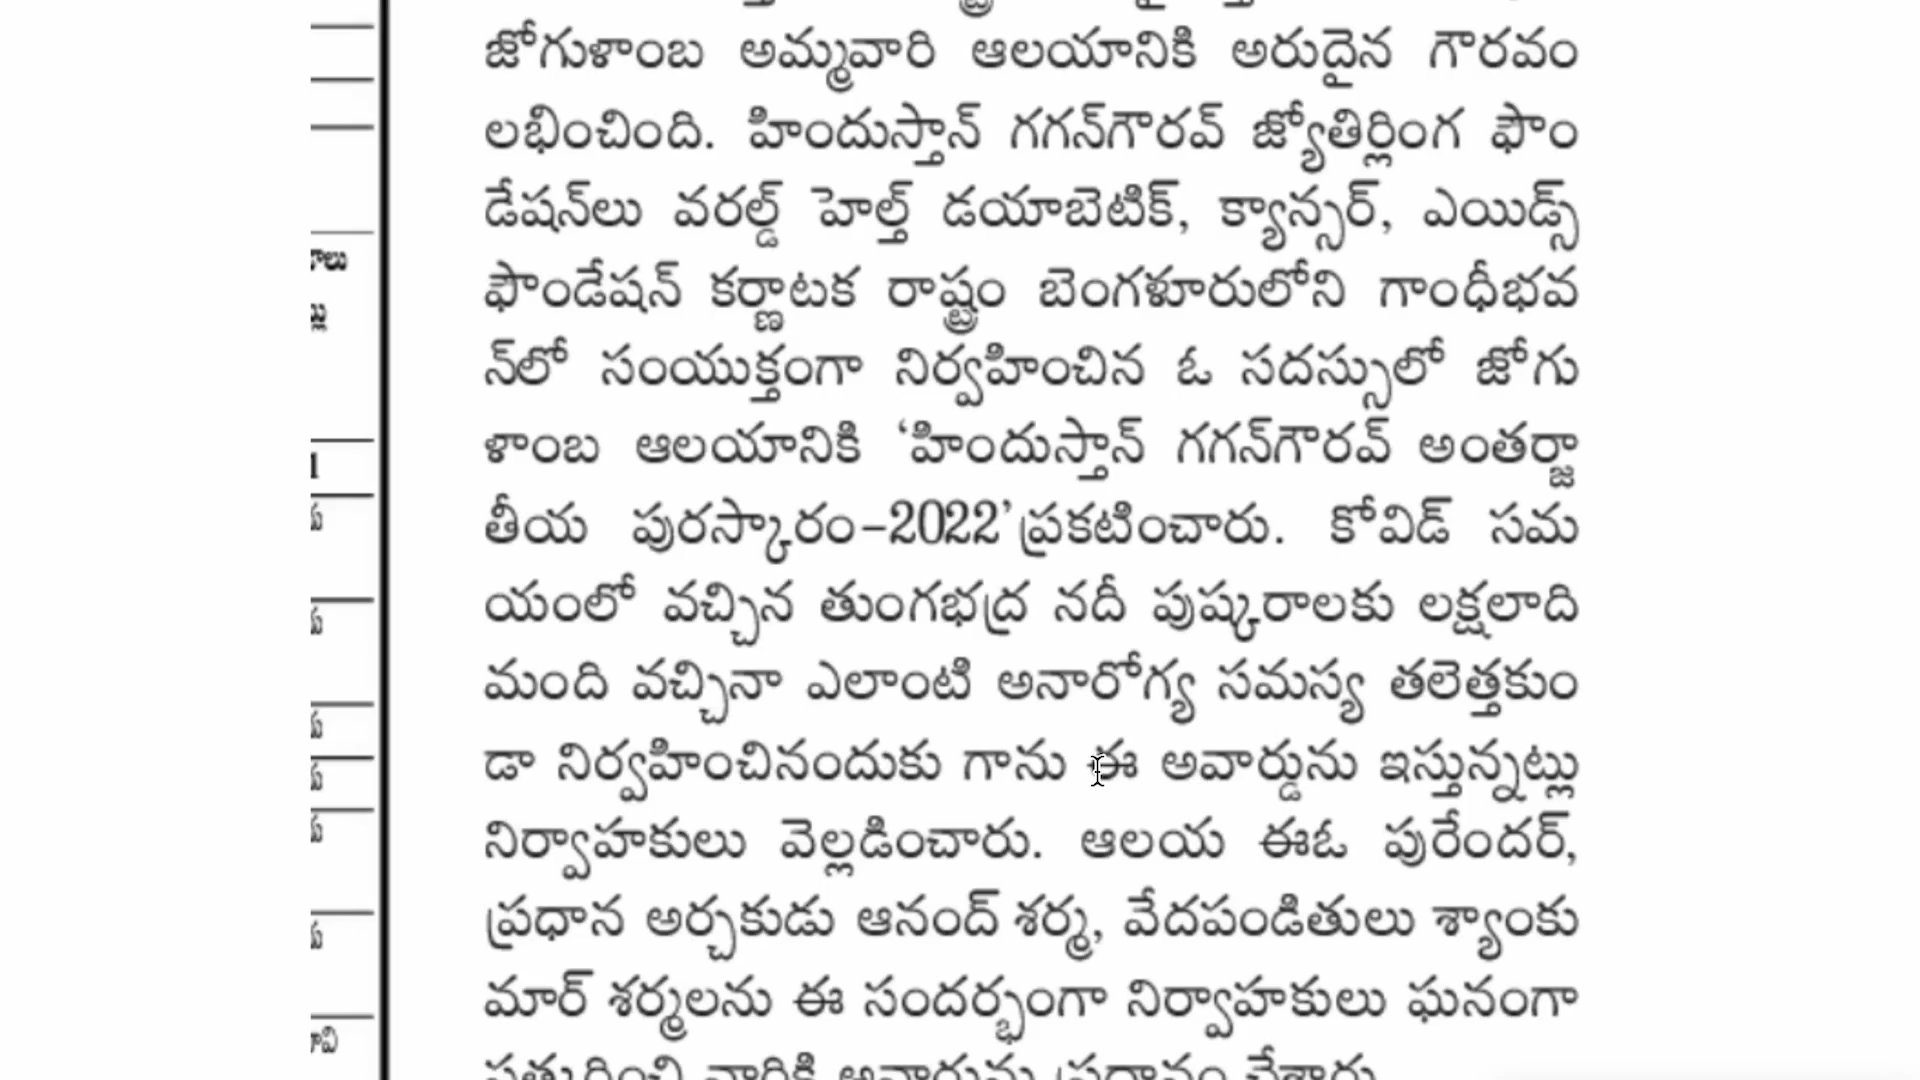 జోగుళాంబ అమ్మవారి ఆలయానికి అరుదైన గౌరవం
లభించింది. హిందుస్తాన్ గగన్‌గౌరవ్ జ్యోతిర్లింగ ఫౌం
డేషన్‌లు వరల్డ్ హెల్త్ డయాబెటిక్, క్యాన్సర్, ఎయిడ్స్
ఫౌండేషన్ కర్ణాటక రాష్ట్రం బెంగళూరులోని గాంధీభవ
న్‌లో సంయుక్తంగా నిర్వహించిన ఓ సదస్సులో జోగు
ళాంబ ఆలయానికి ‘హిందుస్తాన్ గగన్‌గౌరవ్ అంతర్జా
తీయ పురస్కారం-2022’ప్రకటించారు. కోవిడ్ సమ
యంలో వచ్చిన తుంగభద్ర నదీ పుష్కరాలకు లక్షలాది
మంది వచ్చినా ఎలాంటి అనారోగ్య సమస్య తలెత్తకుం
డా నిర్వహించినందుకు గాను ఈ అవార్డును ఇస్తున్నట్లు
నిర్వాహకులు వెల్లడించారు. ఆలయ ఈఓ పురేందర్,
ప్రధాన అర్చకుడు ఆనంద్ శర్మ, వేదపండితులు శ్యాంకు
మార్ శర్మలను ఈ సందర్భంగా నిర్వాహకులు ఘనంగా